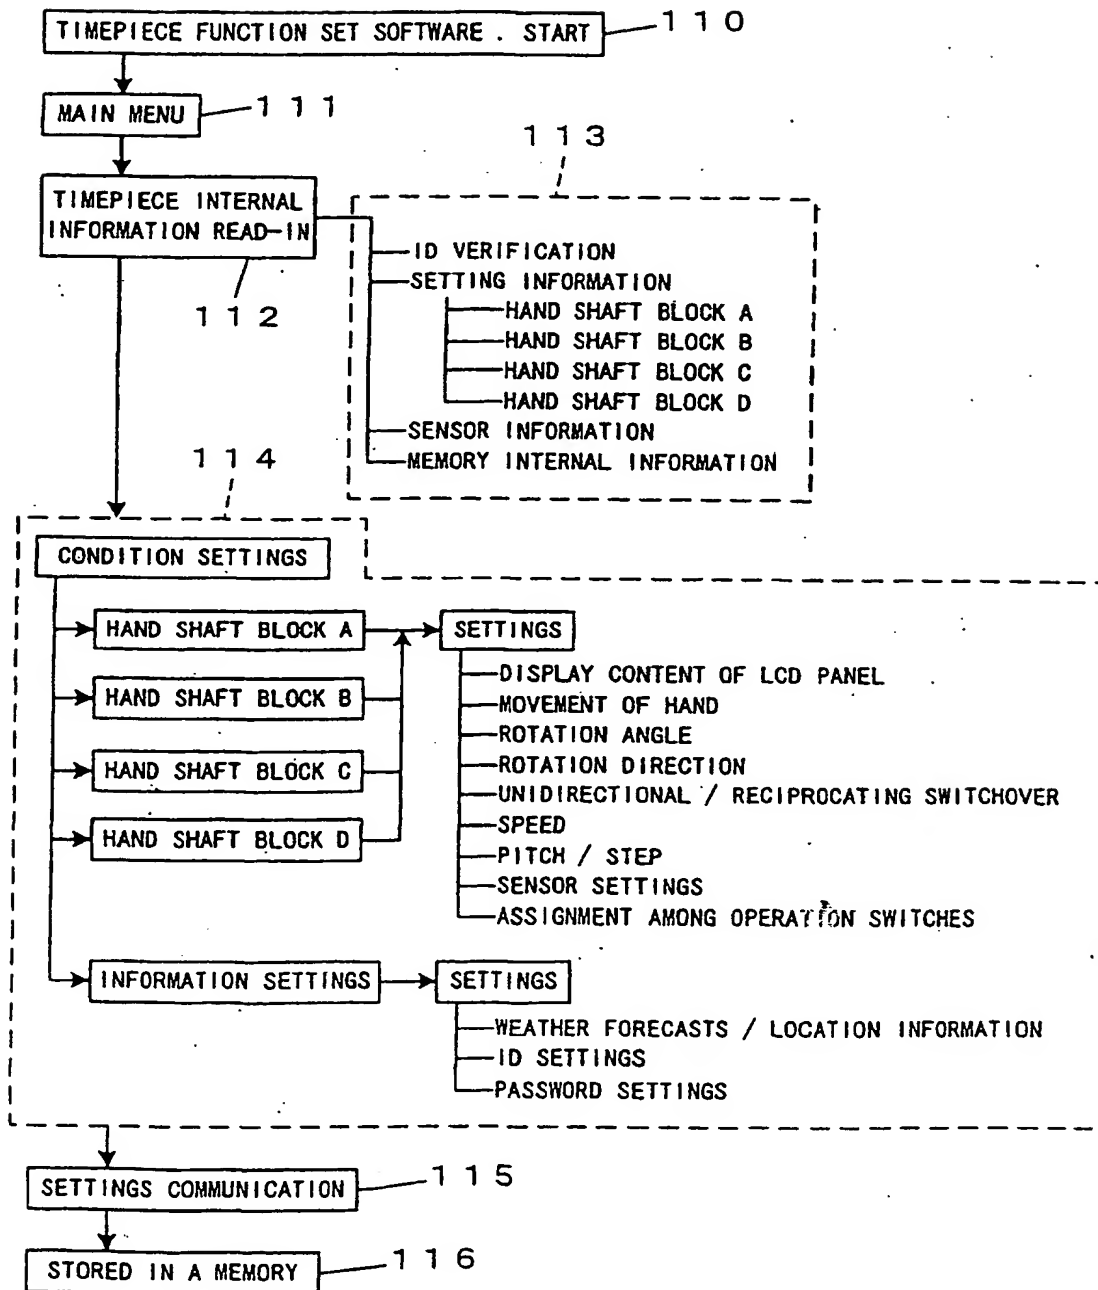 TIMEPIECE FUNCTION SET SOFTWARE . START
110
MAIN MENU
111
113
TIMEPIECE INTERNAL
INFORMATION READ-IN
112
ID VERIFICATION
SETTING INFORMATION
HAND SHAFT BLOCK A
HAND SHAFT BLOCK B
HAND SHAFT BLOCK C
HAND SHAFT BLOCK D
SENSOR INFORMATION
MEMORY INTERNAL INFORMATION
114
CONDITION SETTINGS
HAND SHAFT BLOCK A
HAND SHAFT BLOCK B
HAND SHAFT BLOCK C
HAND SHAFT BLOCK D
SETTINGS
DISPLAY CONTENT OF LCD PANEL
MOVEMENT OF HAND
ROTATION ANGLE
ROTATION DIRECTION
UNIDIRECTIONAL / RECIPROCATING SWITCHOVER
SPEED
PITCH / STEP
SENSOR SETTINGS
ASSIGNMENT AMONG OPERATION SWITCHES
INFORMATION SETTINGS
SETTINGS
WEATHER FORECASTS / LOCATION INFORMATION
ID SETTINGS
PASSWORD SETTINGS
SETTINGS COMMUNICATION
115
STORED IN A MEMORY
116